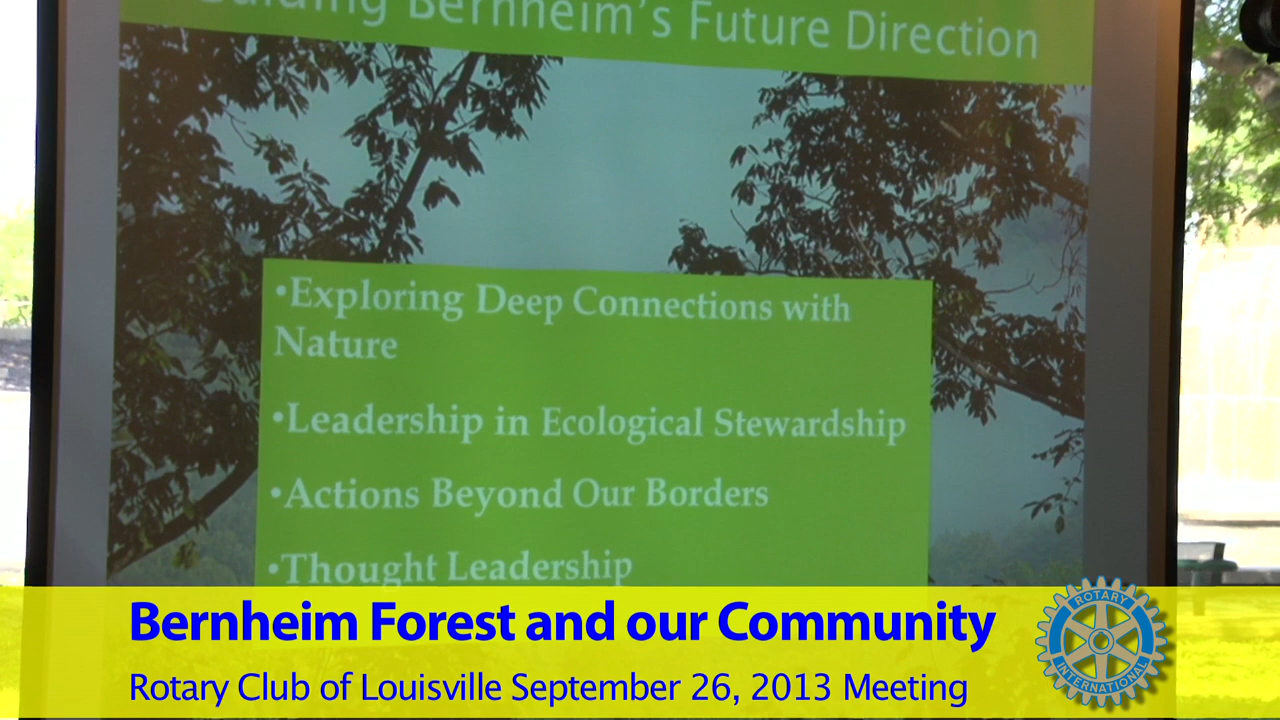 Bernheim's Future Direction
•Exploring Deep Connections with
Nature
•Leadership in Ecological Stewardship
•Actions Beyond Our Borders
•Thought Leadership
Bernheim Forest and our Community
Rotary Club of Louisville September 26, 2013 Meeting
ROTARY
INTERNATIONAL